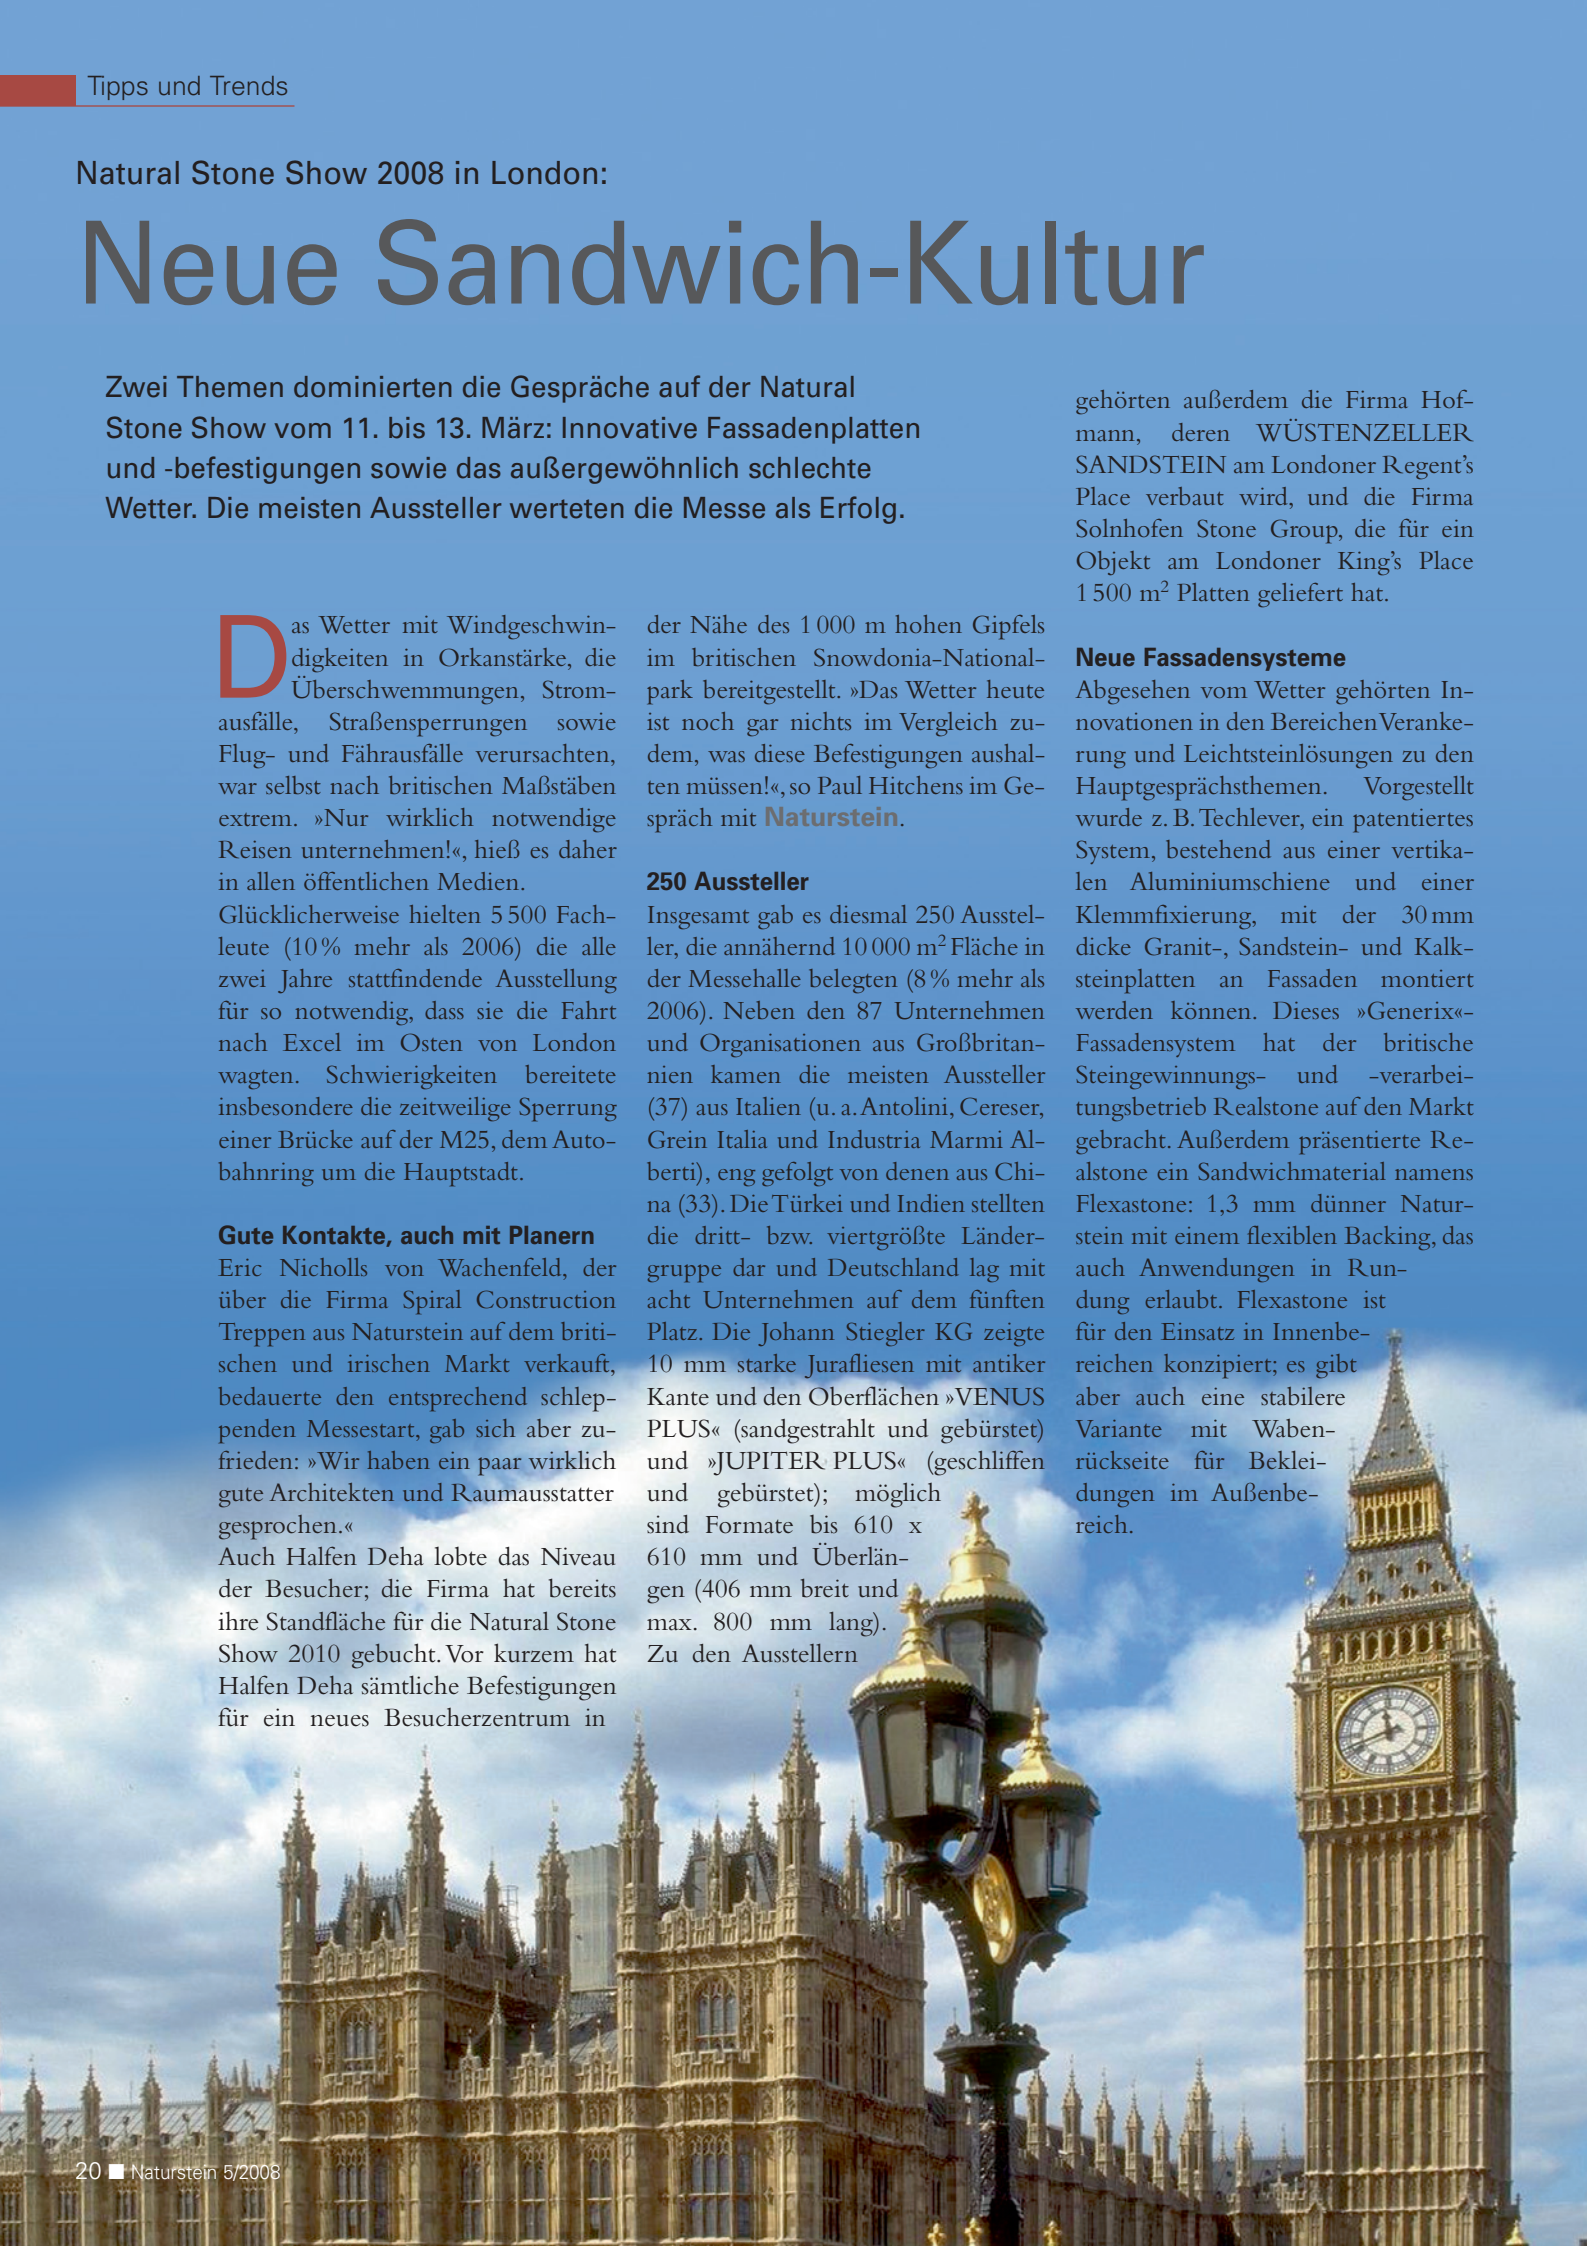 Tipps und Trends
Natural Stone Show 2008 in London:
Neue Sandwich-Kultur
Zwei Themen dominierten die Gespräche auf der Natural
Stone Show vom 11. bis 13. März: Innovative Fassadenplatten
und -befestigungen sowie das außergewöhnlich schlechte
Wetter. Die meisten Aussteller werteten die Messe als Erfolg.
Das Wetter mit Windgeschwin-
digkeiten in Orkanstärke, die
Überschwemmungen, Strom-
ausfälle, Straßensperrungen sowie
Flug- und Fährausfälle verursachten,
war selbst nach britischen Maßstäben
extrem. »Nur wirklich notwendige
Reisen unternehmen!«, hieß es daher
in allen öffentlichen Medien.
Glücklicherweise hielten 5 500 Fach-
leute (10 % mehr als 2006) die alle
zwei Jahre stattfindende Ausstellung
für so notwendig, dass sie die Fahrt
nach Excel im Osten von London
wagten. Schwierigkeiten bereitete
insbesondere die zeitweilige Sperrung
einer Brücke auf der M25, dem Auto-
bahnring um die Hauptstadt.
Gute Kontakte, auch mit Planern
Eric Nicholls von Wachenfeld, der
über die Firma Spiral Construction
Treppen aus Naturstein auf dem briti-
schen und irischen Markt verkauft,
bedauerte den entsprechend schlep-
penden Messestart, gab sich aber zu-
frieden: »Wir haben ein paar wirklich
gute Architekten und Raumausstatter
gesprochen.«
Auch Halfen Deha lobte das Niveau
der Besucher; die Firma hat bereits
ihre Standfläche für die Natural Stone
Show 2010 gebucht. Vor kurzem hat
Halfen Deha sämtliche Befestigungen
für ein neues Besucherzentrum in
der Nähe des 1 000 m hohen Gipfels
im britischen Snowdonia-National-
park bereitgestellt. »Das Wetter heute
ist noch gar nichts im Vergleich zu-
dem, was diese Befestigungen aushal-
ten müssen!«, so Paul Hitchens im Ge-
spräch mit Naturstein.
250 Aussteller
Insgesamt gab es diesmal 250 Ausstel-
ler, die annähernd 10 000 m² Fläche in
der Messehalle belegten (8 % mehr als
2006). Neben den 87 Unternehmen
und Organisationen aus Großbritan-
nien kamen die meisten Aussteller
(37) aus Italien (u. a. Antolini, Cereser,
Grein Italia und Industria Marmi Al-
berti), eng gefolgt von denen aus Chi-
na (33). Die Türkei und Indien stellten
die dritt- bzw. viertgrößte Länder-
gruppe dar und Deutschland lag mit
acht Unternehmen auf dem fünften
Platz. Die Johann Stiegler KG zeigte
10 mm starke Jurafliesen mit antiker
Kante und den Oberflächen »VENUS
PLUS« (sandgestrahlt und gebürstet)
und »JUPITER PLUS« (geschliffen
und gebürstet); möglich
sind Formate bis 610 x
610 mm und Überlän-
gen (406 mm breit und
max. 800 mm lang).
Zu den Ausstellern
gehörten außerdem die Firma Hof-
mann, deren WÜSTENZELLER
SANDSTEIN am Londoner Regent's
Place verbaut wird, und die Firma
Solnhofen Stone Group, die für ein
Objekt am Londoner King's Place
1 500 m² Platten geliefert hat.
Neue Fassadensysteme
Abgesehen vom Wetter gehörten In-
novationen in den Bereichen Veranke-
rung und Leichtsteinlösungen zu den
Hauptgesprächsthemen. Vorgestellt
wurde z. B. Techlever, ein patentiertes
System, bestehend aus einer vertika-
len Aluminiumschiene und einer
Klemmfixierung, mit der 30 mm
dicke Granit-, Sandstein- und Kalk-
steinplatten an Fassaden montiert
werden können. Dieses »Generix«-
Fassadensystem hat der britische
Steingewinnungs- und -verarbei-
tungsbetrieb Realstone auf den Markt
gebracht. Außerdem präsentierte Re-
alstone ein Sandwichmaterial namens
Flexastone: 1,3 mm dünner Natur-
stein mit einem flexiblen Backing, das
auch Anwendungen in Run-
dung erlaubt. Flexastone ist
für den Einsatz in Innenbe-
reichen konzipiert; es gibt
aber auch eine stabilere
Variante mit Waben-
rückseite für Beklei-
dungen im Außenbe-
reich.
20 ■ Naturstein 5/2008